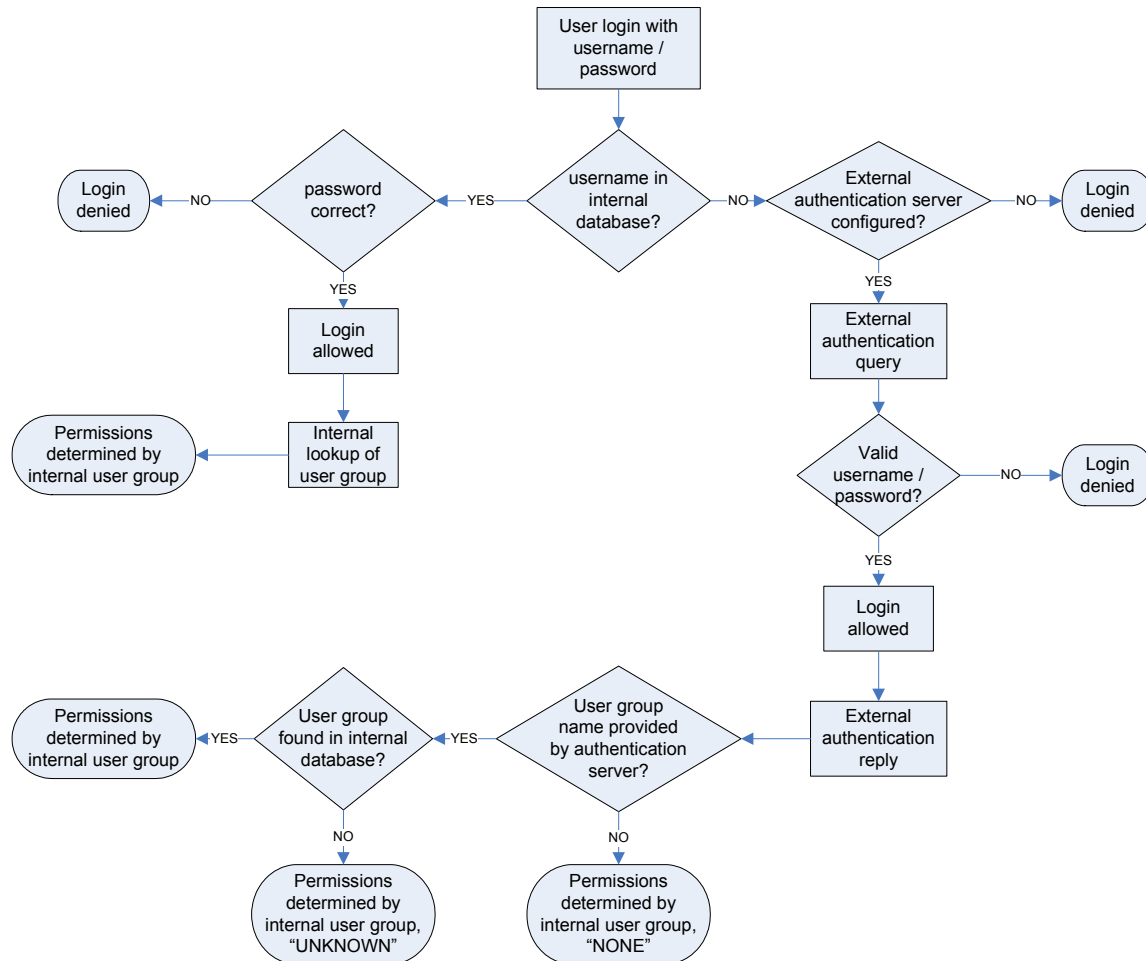 User login with
username /
password
Login
denied
NO
password
correct?
YES
username in
internal
database?
NO
External
authentication server
configured?
NO
Login
denied
YES
Login
allowed
YES
External
authentication
query
Permissions
determined by
internal user group
Internal
lookup of
user group
Valid
username /
password?
NO
Login
denied
YES
Login
allowed
Permissions
determined by
internal user group
YES
User group
found in internal
database?
YES
User group
name provided
by authentication
server?
External
authentication
reply
NO
NO
Permissions
determined by
internal user group,
“UNKNOWN”
Permissions
determined by
internal user group,
“NONE”